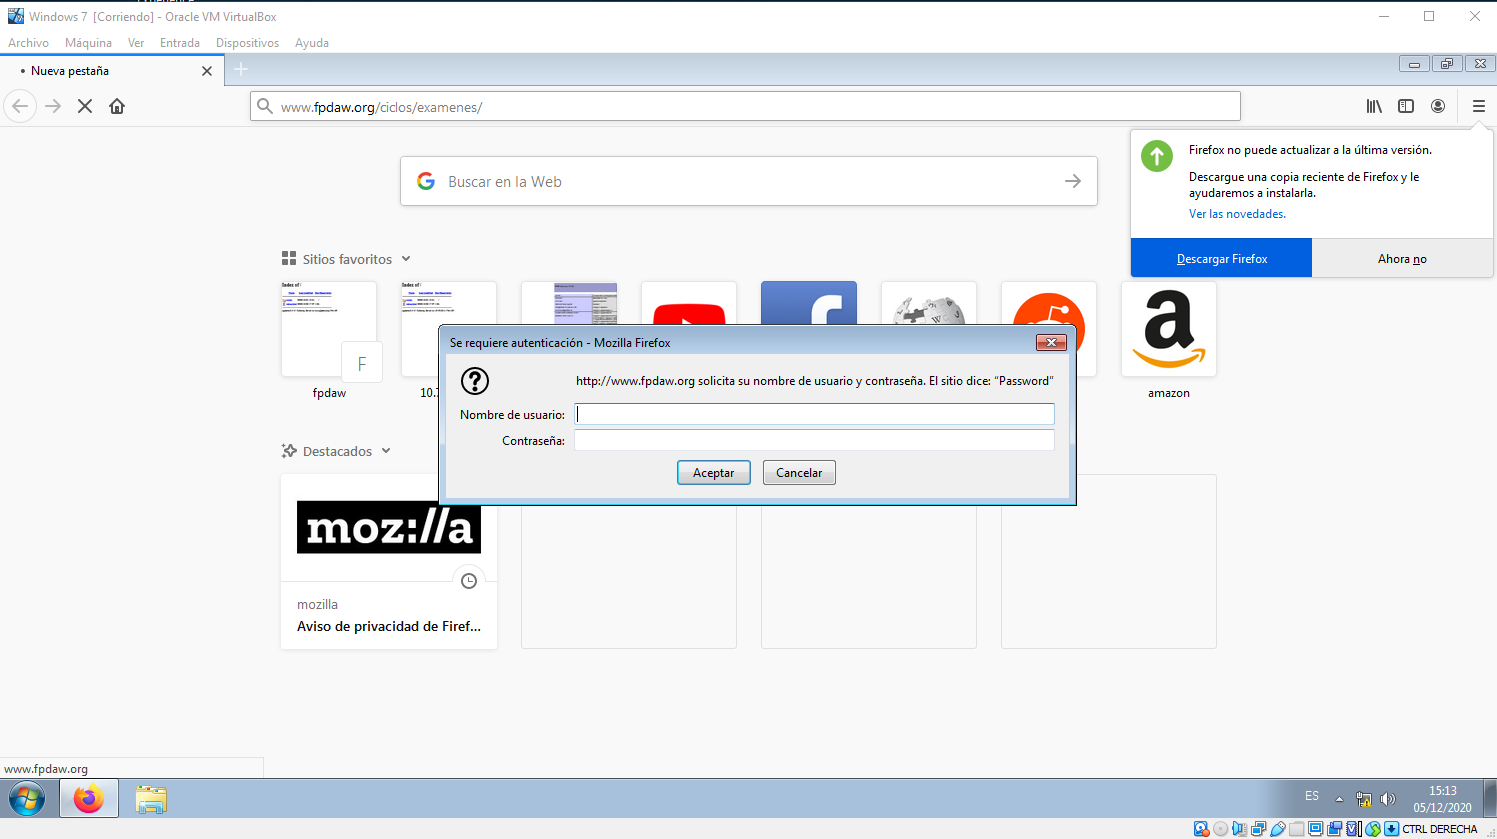 Windows 7 [Corriendo] - Oracle VM VirtualBox
Archivo Máquina Ver Entrada Dispositivos Ayuda
• Nueva pestaña
www.fpdaw.org/ciclos/examenes/
Firefox no puede actualizar a la última versión.
Descargue una copia reciente de Firefox y le
ayudaremos a instalarla.
Ver las novedades.
Descargar Firefox Ahora no
Buscar en la Web
Sitios favoritos
Index of /
Index of /
F
W
a
fpdaw
10.
amazon
Se requiere autenticación - Mozilla Firefox
http://www.fpdaw.org solicita su nombre de usuario y contraseña. El sitio dice: “Password”
Nombre de usuario:
Contraseña:
Aceptar Cancelar
Destacados
moz://a
mozilla
Aviso de privacidad de Firef...
www.fpdaw.org
ES
15:13
05/12/2020
CTRL DERECHA